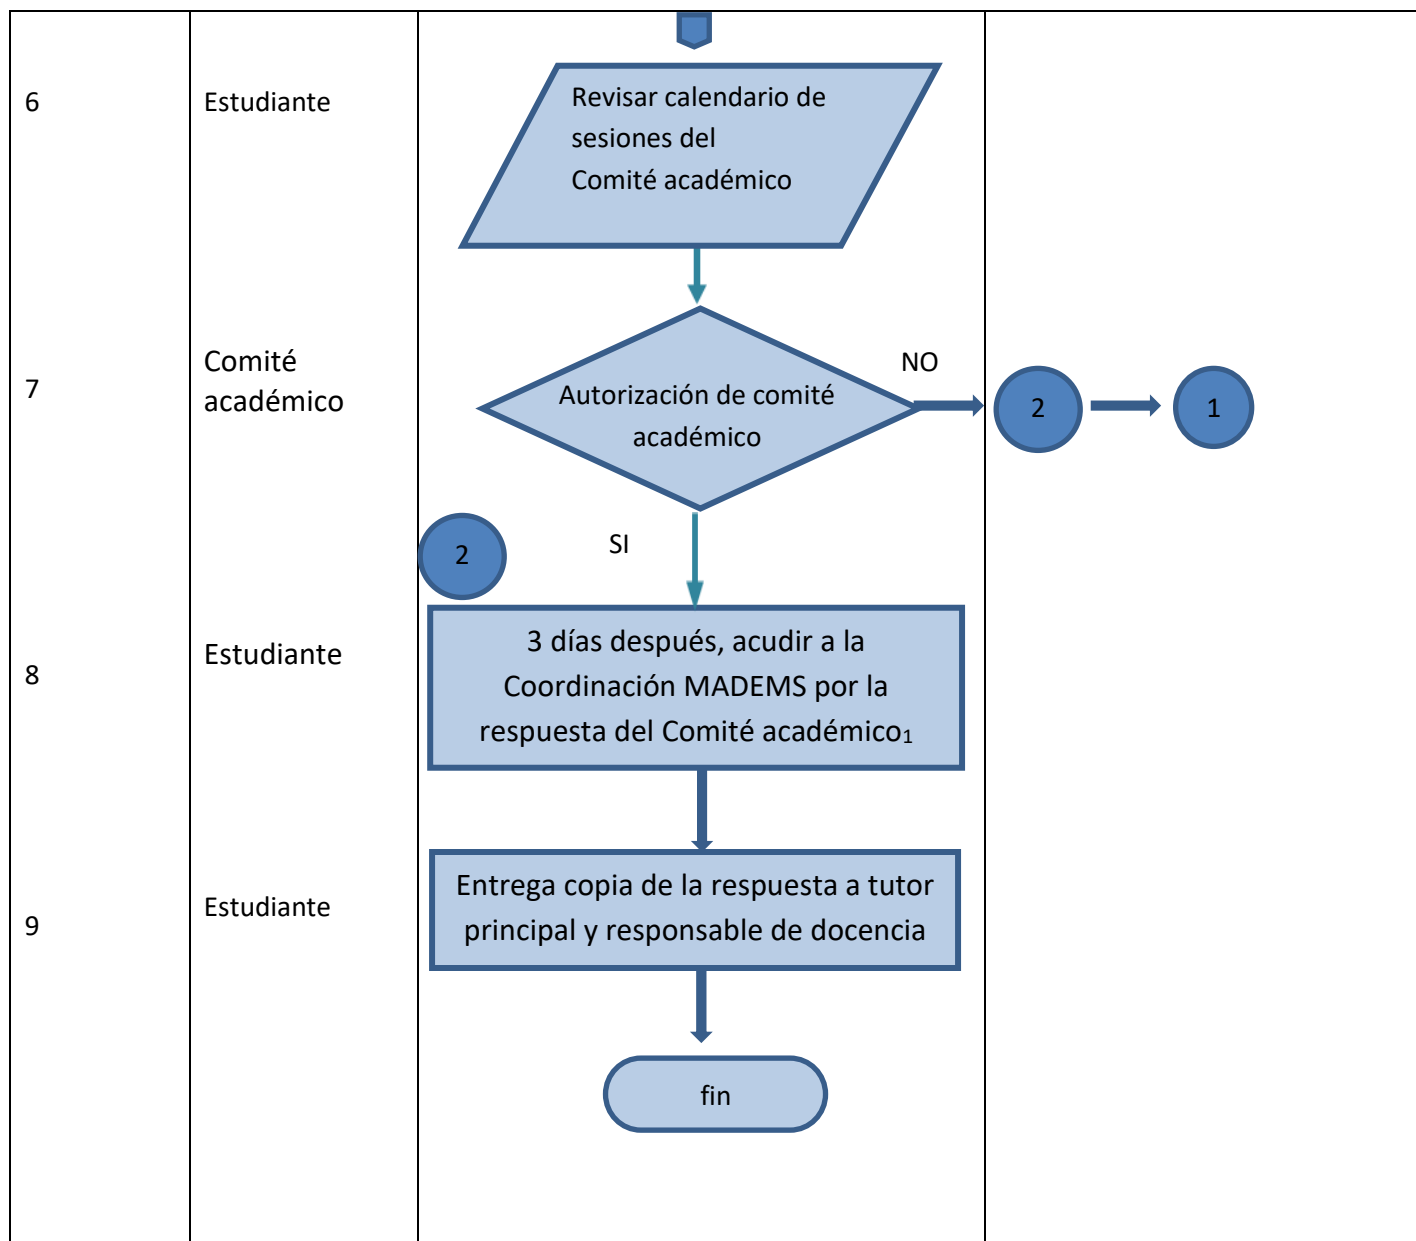 6
Estudiante
Revisar calendario de
sesiones del
Comité académico
7
Comité
académico
Autorización de comité
académico
NO
2
1
SI
2
8
Estudiante
3 días después, acudir a la
Coordinación MADEMS por la
respuesta del Comité académico₁
9
Estudiante
Entrega copia de la respuesta a tutor
principal y responsable de docencia
fin